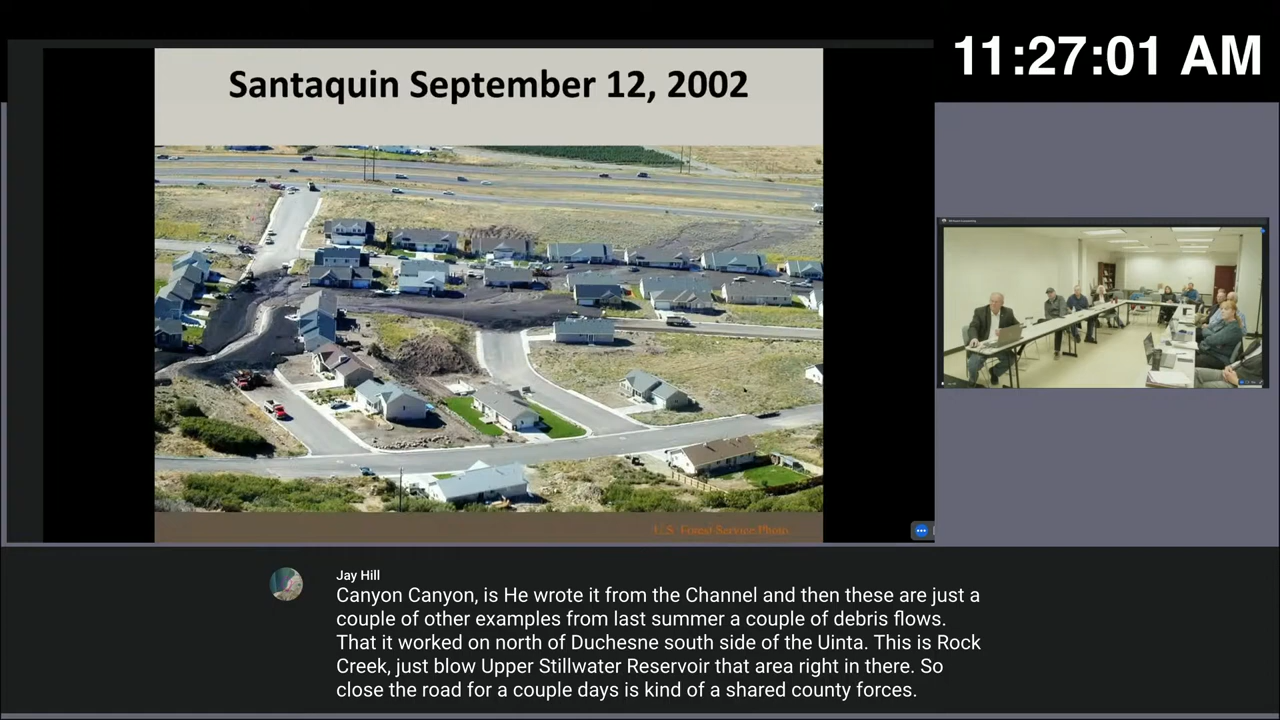 11:27:01 AM
Santaquin September 12, 2002
U.S. Forest Service Photo
Jay Hill
Canyon Canyon, is He wrote it from the Channel and then these are just a
couple of other examples from last summer a couple of debris flows.
That it worked on north of Duchesne south side of the Uinta. This is Rock
Creek, just blow Upper Stillwater Reservoir that area right in there. So
close the road for a couple days is kind of a shared county forces.